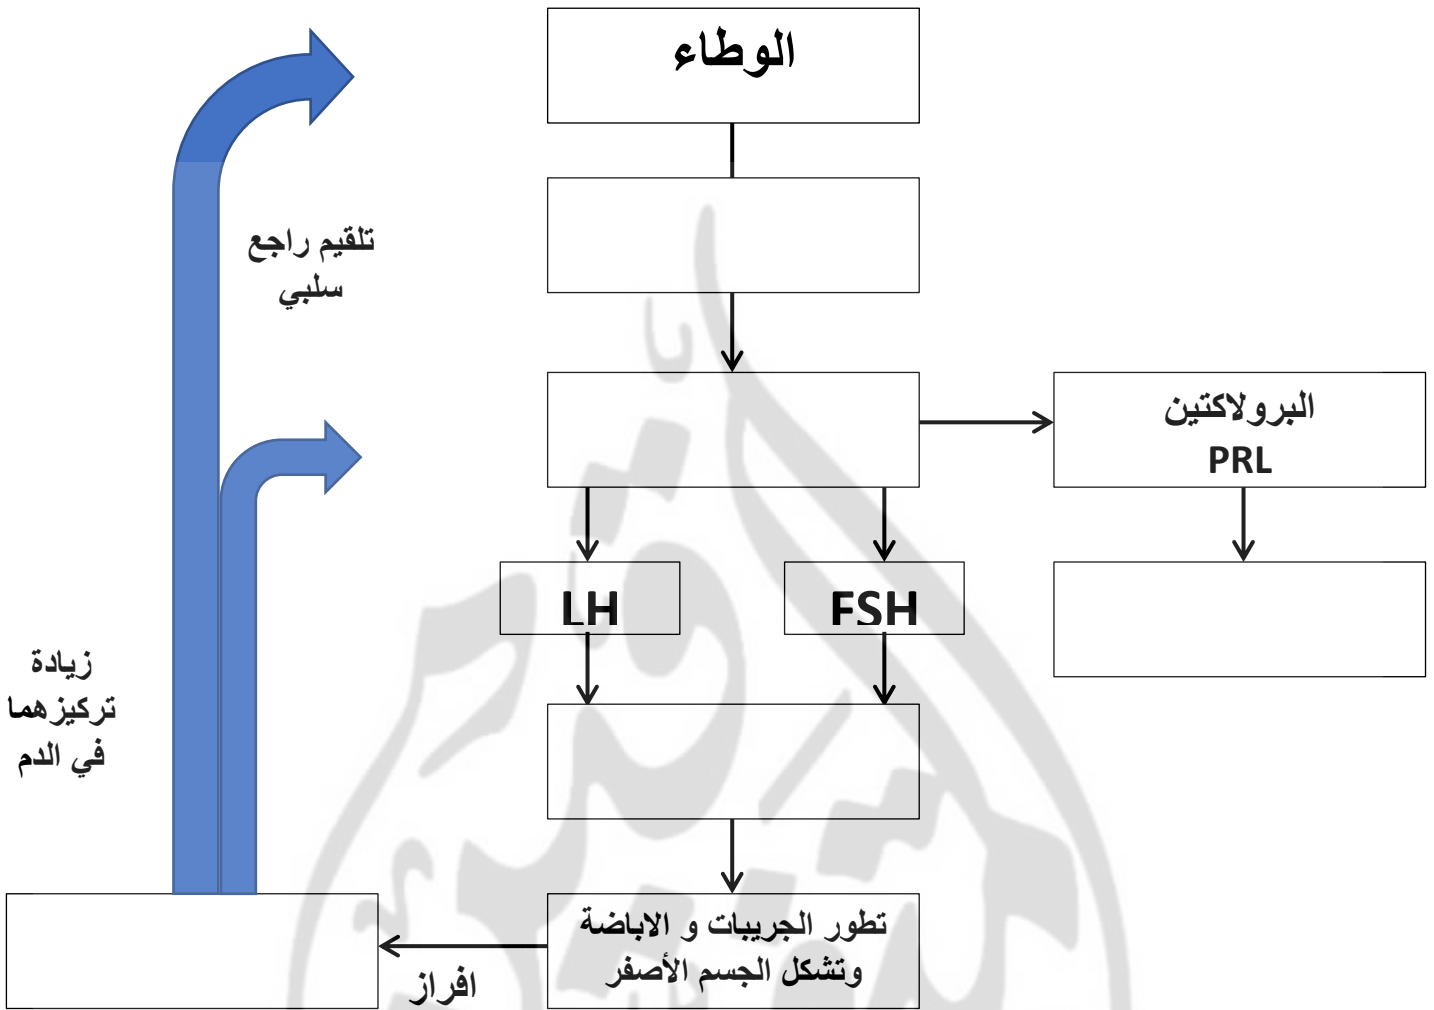 الوطاء
تلقيم راجع
سلبي
البرولاكتين
PRL
LH
FSH
زيادة
تركيزهما
في الدم
تطور الجريبات و الاباضة
وتشكل الجسم الأصفر
افراز